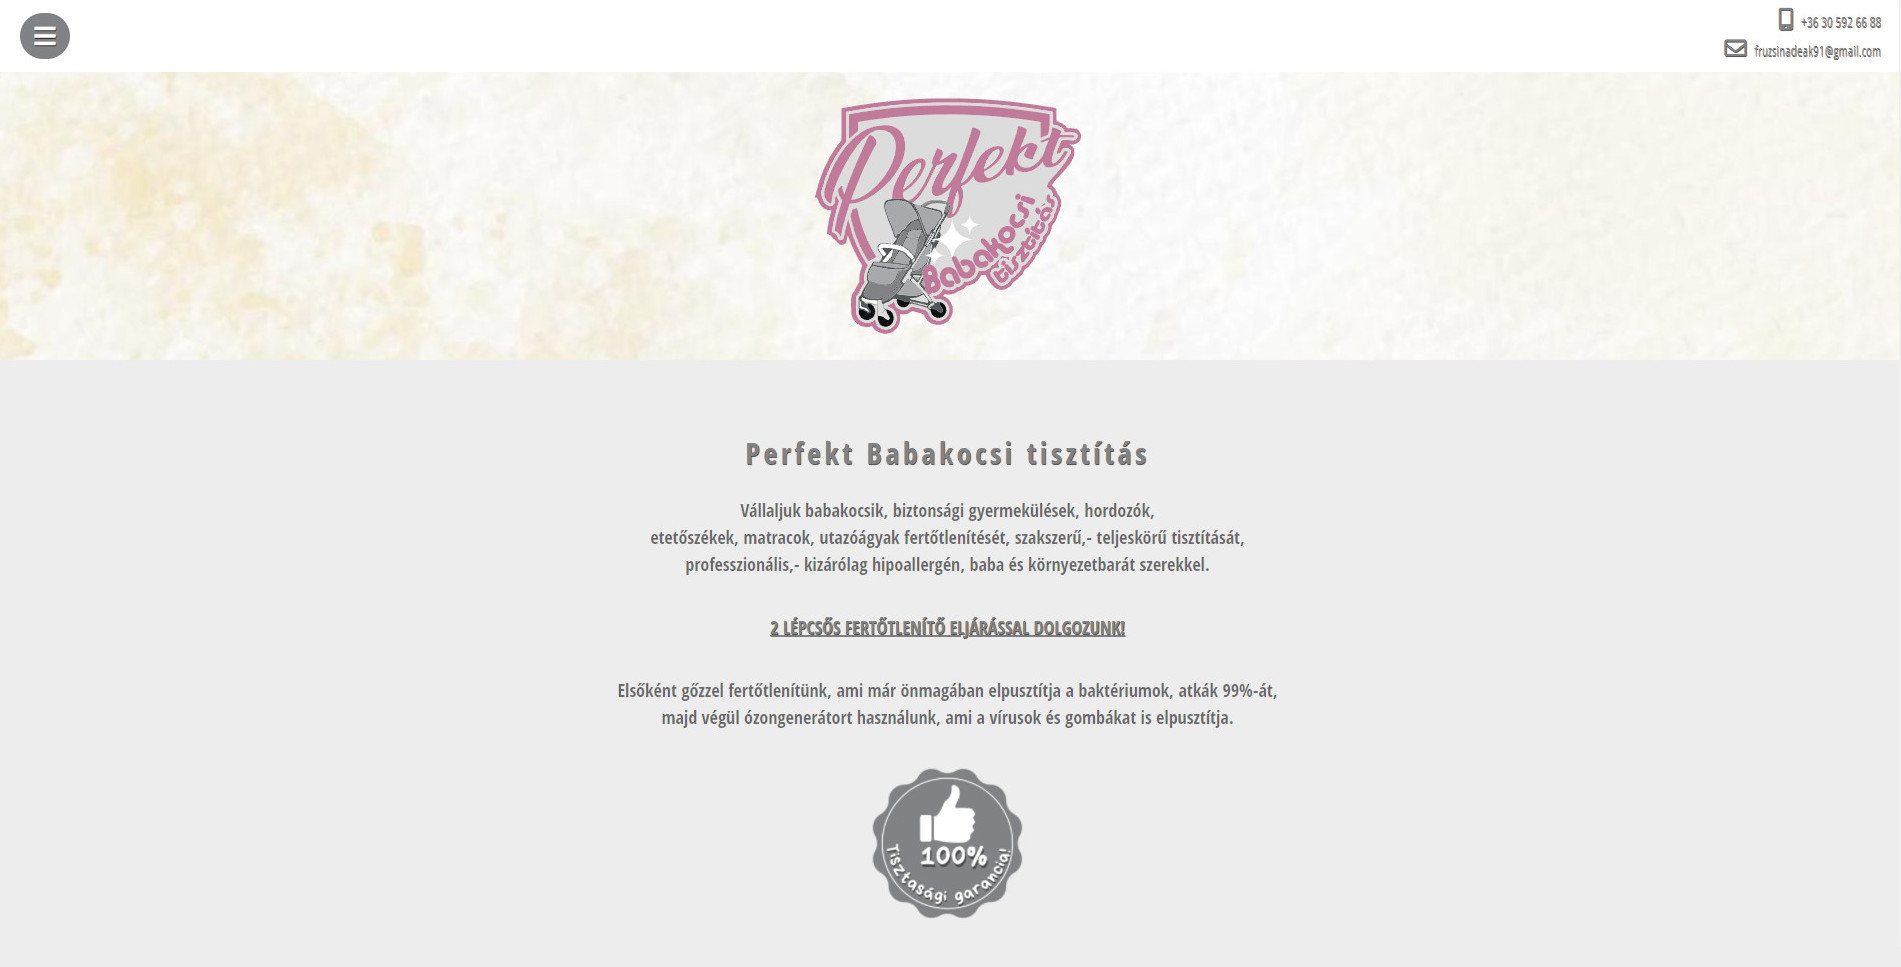 +36 30 592 66 88
fruzsinadeak91@gmail.com
Perfekt
Babakocsi
tisztítás
Perfekt Babakocsi tisztítás
Vállaljuk babakocsik, biztonsági gyermekülések, hordozók,
etetőszékek, matracok, utazóágyak fertőtlenítését, szakszerű,- teljeskörű tisztítását,
professzionális,- kizárólag hipoallergén, baba és környezetbarát szerekkel.
2 LÉPCSŐS FERTŐTLENÍTŐ ELJÁRÁSSAL DOLGOZUNK!
Elsőként gőzzel fertőtlenítünk, ami már önmagában elpusztítja a baktériumok, atkák 99%-át,
majd végül ózongenerátort használunk, ami a vírusok és gombákat is elpusztítja.
100%
Tisztasági garancia!